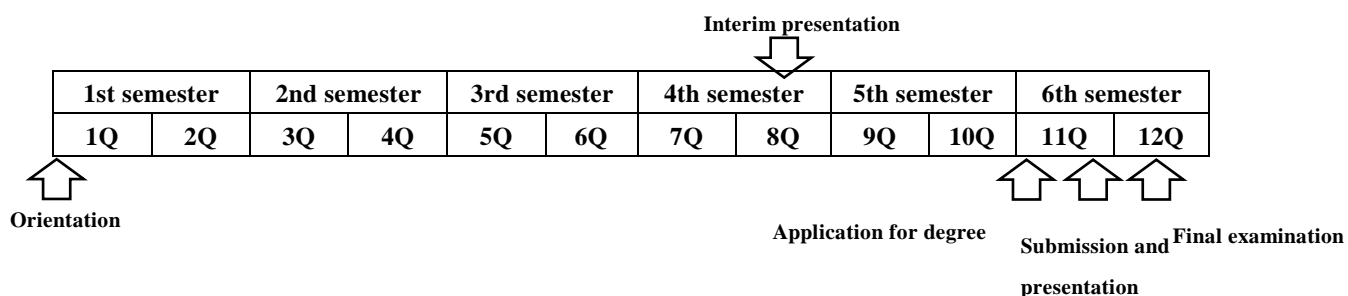 Interim presentation
1st semester 2nd semester 3rd semester 4th semester 5th semester 6th semester
1Q 2Q 3Q 4Q 5Q 6Q 7Q 8Q 9Q 10Q 11Q 12Q
Orientation
Application for degree
Submission and
presentation
Final examination